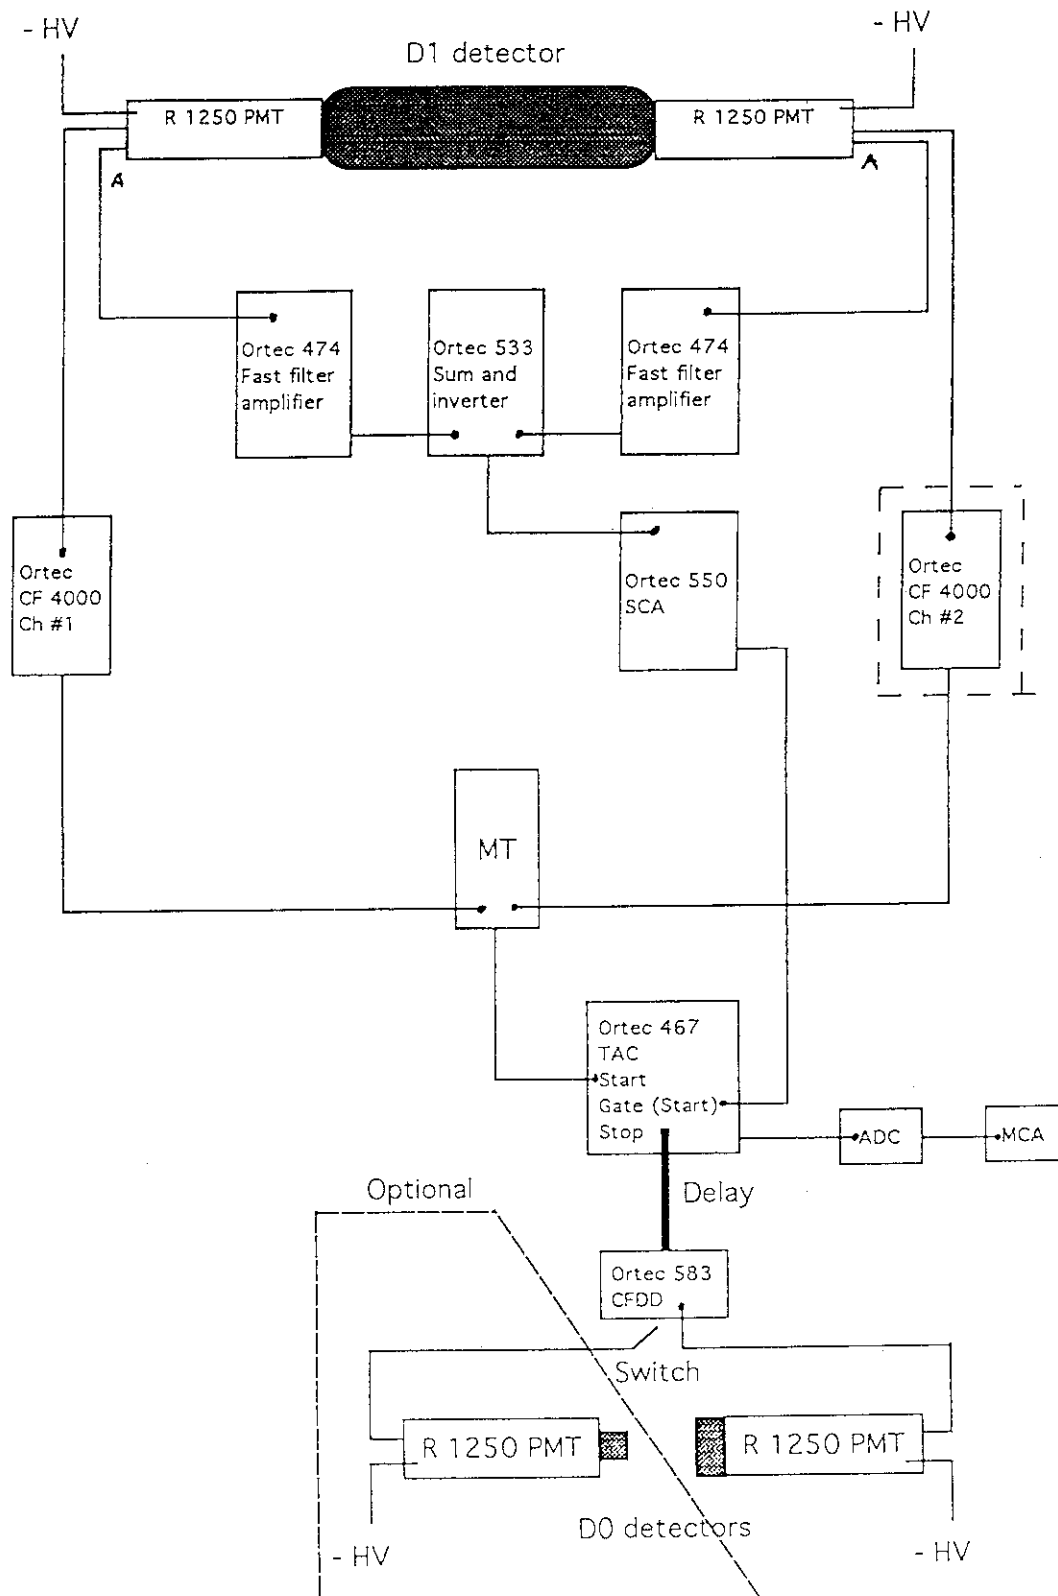 - HV
- HV
D1 detector
R 1250 PMT
R 1250 PMT
A
A
Ortec 474
Fast filter
amplifier
Ortec 533
Sum and
inverter
Ortec 474
Fast filter
amplifier
Ortec
CF 4000
Ch #1
Ortec 550
SCA
Ortec
CF 4000
Ch #2
MT
Ortec 467
TAC
Start
Gate (Start)
Stop
ADC
MCA
Optional
Delay
Ortec 583
CFDD
Switch
R 1250 PMT
R 1250 PMT
D0 detectors
- HV
- HV